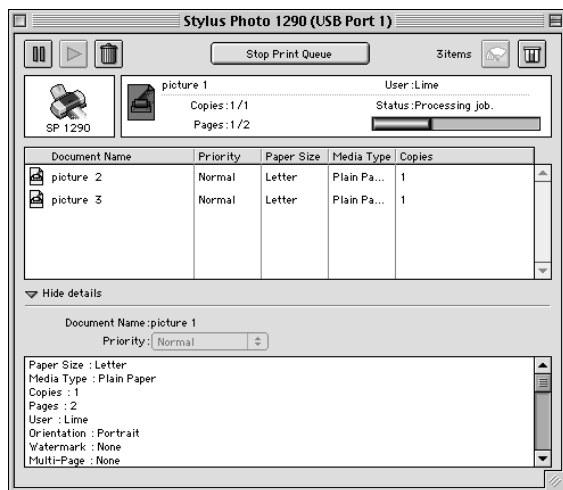 Stylus Photo 1290 (USB Port 1)
Stop Print Queue
3items
SP 1290
picture 1
User:Lime
Copies:1/1
Status:Processing job.
Pages:1/2
Document Name Priority Paper Size Media Type Copies
picture 2 Normal Letter Plain Pa... 1
picture 3 Normal Letter Plain Pa... 1
Hide details
Document Name:picture 1
Priority: Normal
Paper Size : Letter
Media Type : Plain Paper
Copies : 1
Pages : 2
User : Lime
Orientation : Portrait
Watermark : None
Multi-Page : None